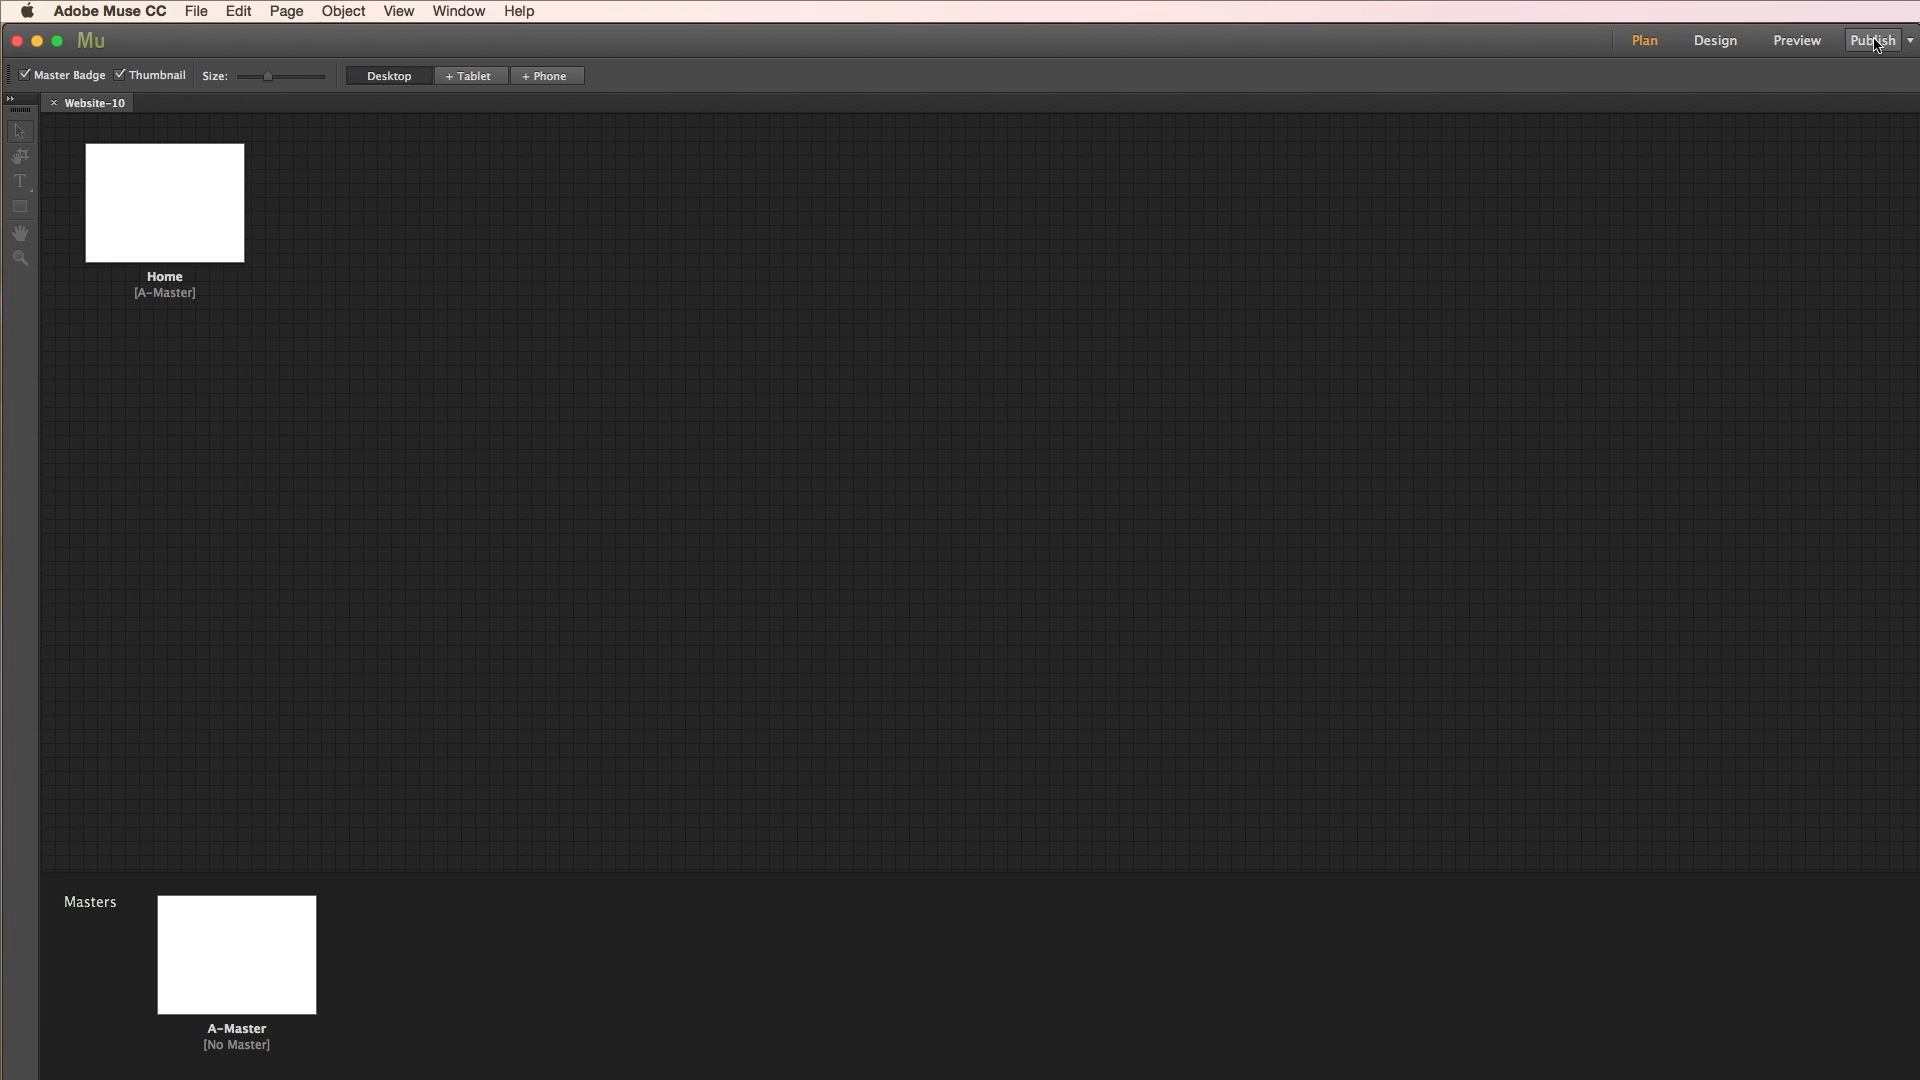 Adobe Muse CC File Edit Page Object View Window Help
Mu Plan Design Preview Publish
Master Badge Thumbnail Size: Desktop + Tablet + Phone
× Website-10
T
Home
[A-Master]
Masters
A-Master
[No Master]